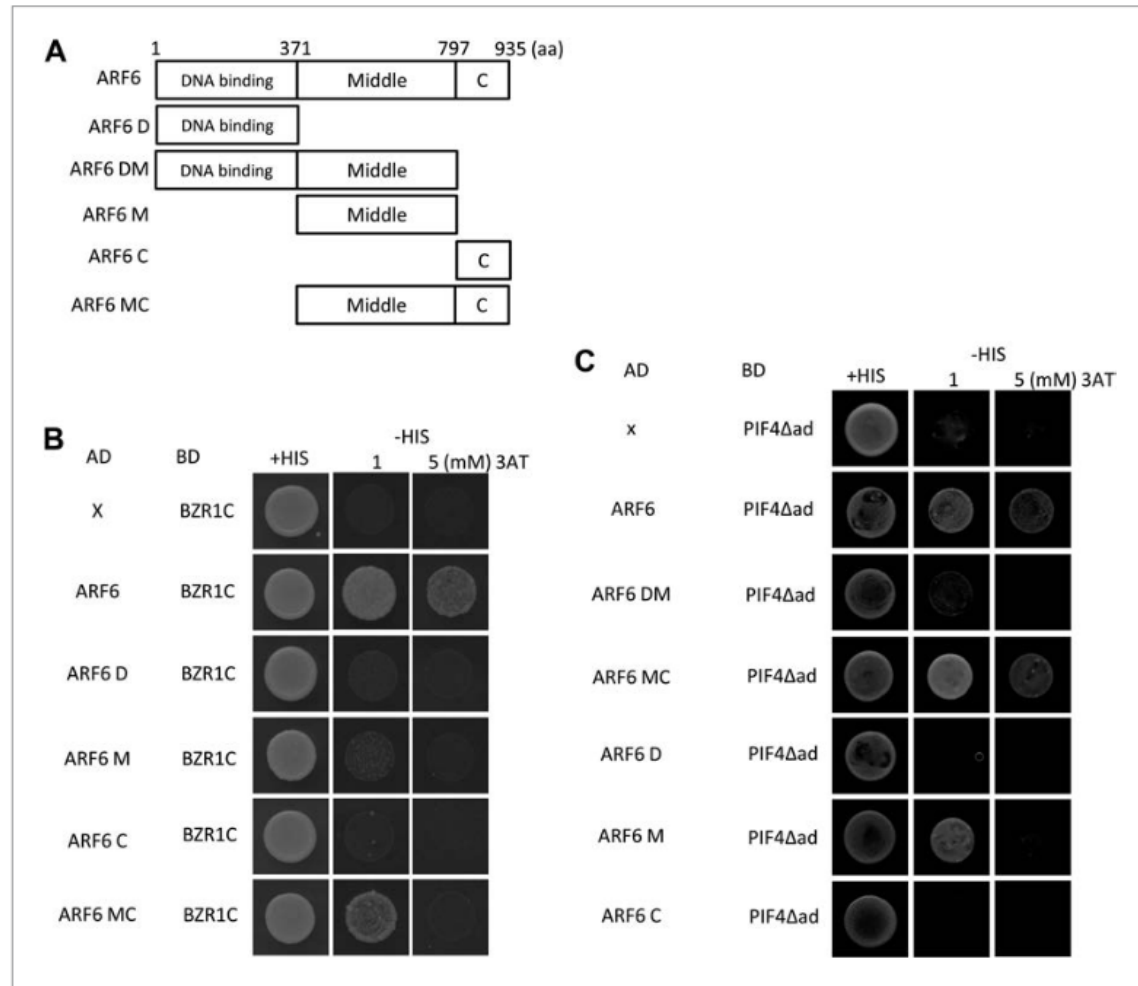 A
1 371 797 935 (aa)
ARF6 DNA binding Middle C
ARF6 D DNA binding
ARF6 DM DNA binding Middle
ARF6 M Middle
ARF6 C C
ARF6 MC Middle C
B
-HIS
AD BD +HIS 1 5 (mM) 3AT
X BZR1C
ARF6 BZR1C
ARF6 D BZR1C
ARF6 M BZR1C
ARF6 C BZR1C
ARF6 MC BZR1C
C
-HIS
AD BD +HIS 1 5 (mM) 3AT
x PIF4Δad
ARF6 PIF4Δad
ARF6 DM PIF4Δad
ARF6 MC PIF4Δad
ARF6 D PIF4Δad
ARF6 M PIF4Δad
ARF6 C PIF4Δad